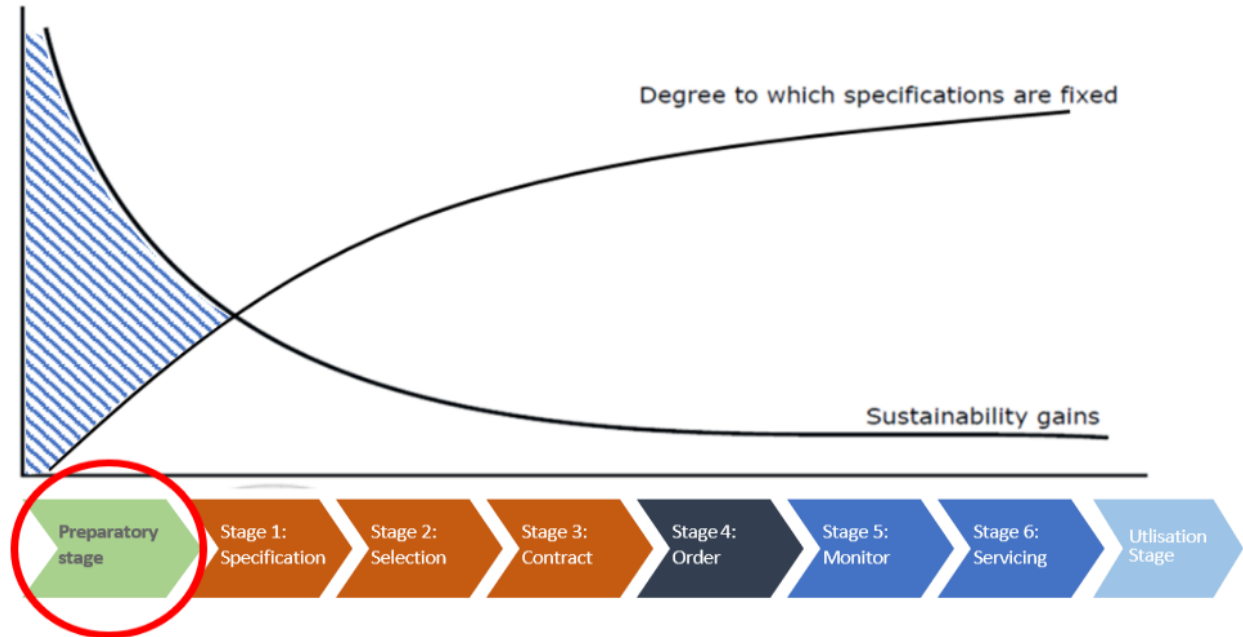 Degree to which specifications are fixed
Sustainability gains
Preparatory
stage
Stage 1:
Specification
Stage 2:
Selection
Stage 3:
Contract
Stage 4:
Order
Stage 5:
Monitor
Stage 6:
Servicing
Utlisation
Stage